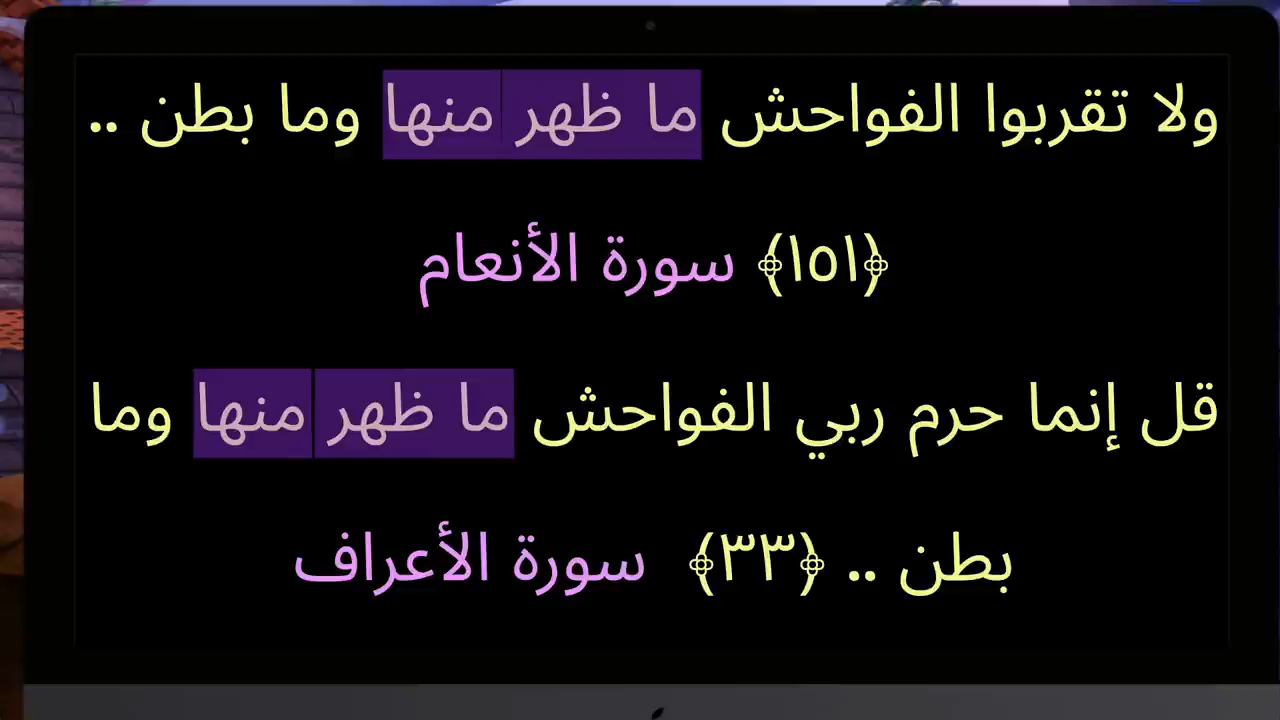 ولا تقربوا الفواحش ما ظهر منها وما بطن ..
﴿١٥١﴾ سورة الأنعام
قل إنما حرم ربي الفواحش ما ظهر منها وما
بطن .. ﴿٣٣﴾ سورة الأعراف